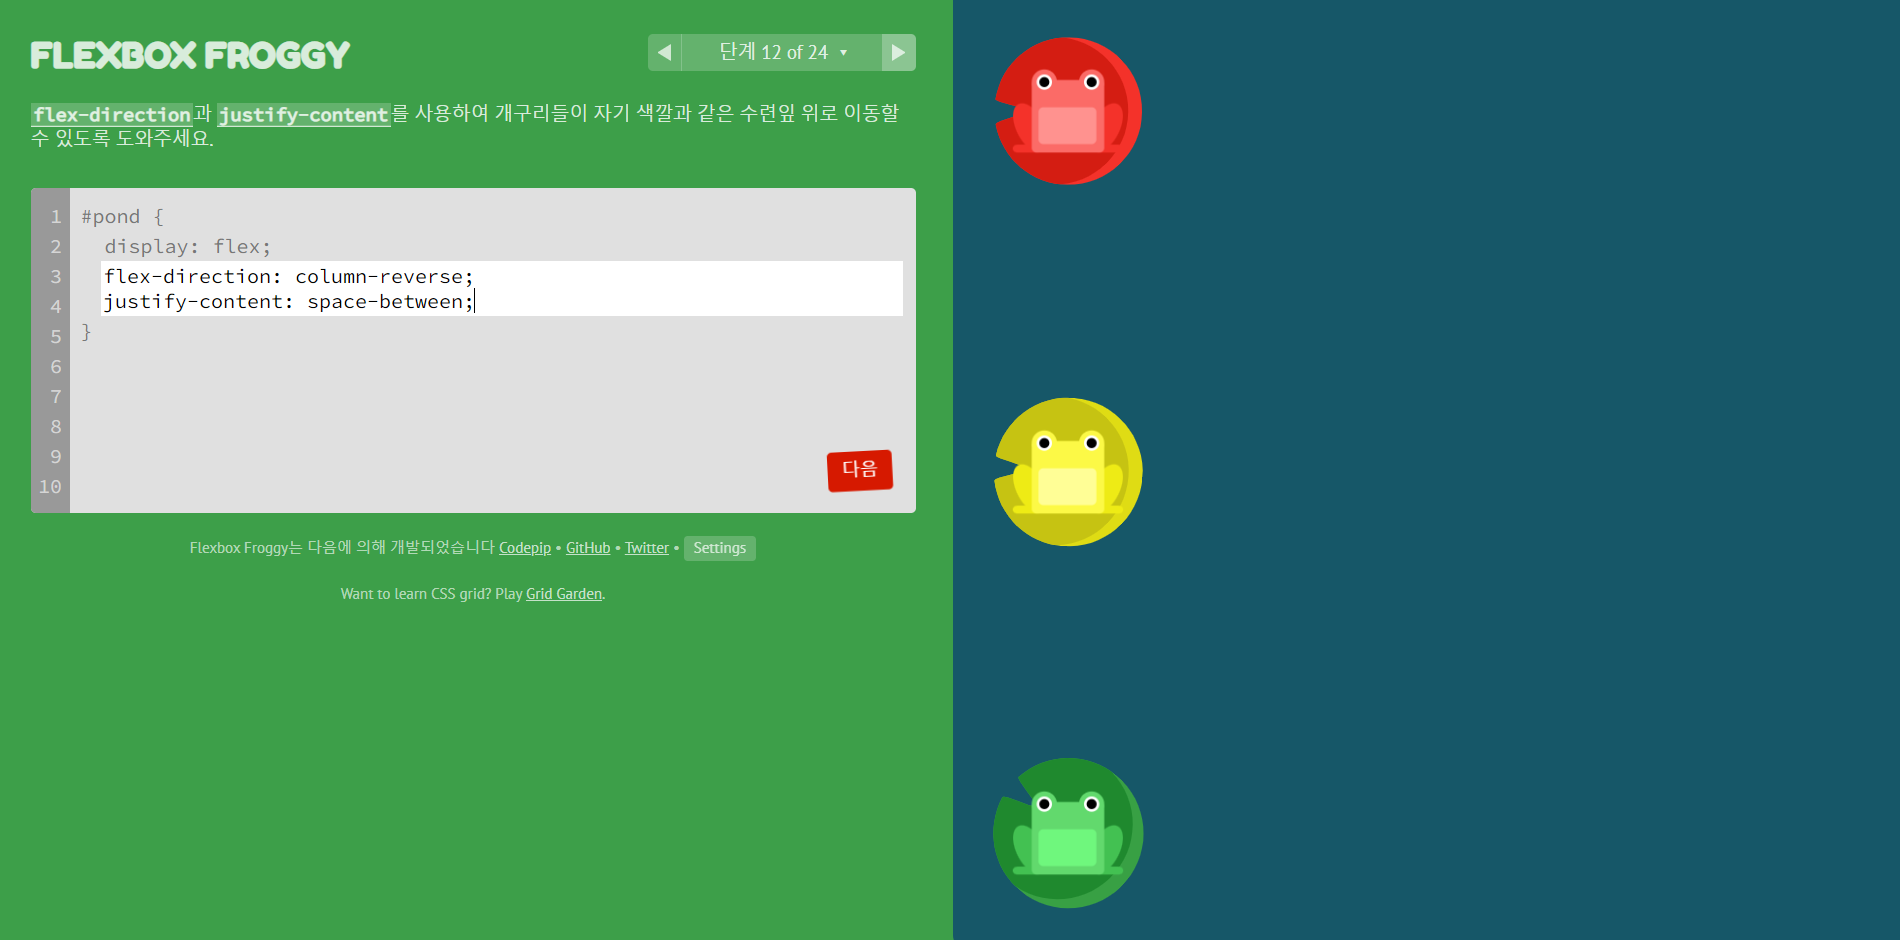 FLEXBOX FROGGY
단계 12 of 24
flex-direction과 justify-content를 사용하여 개구리들이 자기 색깔과 같은 수련잎 위로 이동할
수 있도록 도와주세요.
1 #pond {
2 display: flex;
3 flex-direction: column-reverse;
4 justify-content: space-between;
5 }
6
7
8
9
10
다음
Flexbox Froggy는 다음에 의해 개발되었습니다 Codepip • GitHub • Twitter • Settings
Want to learn CSS grid? Play Grid Garden.